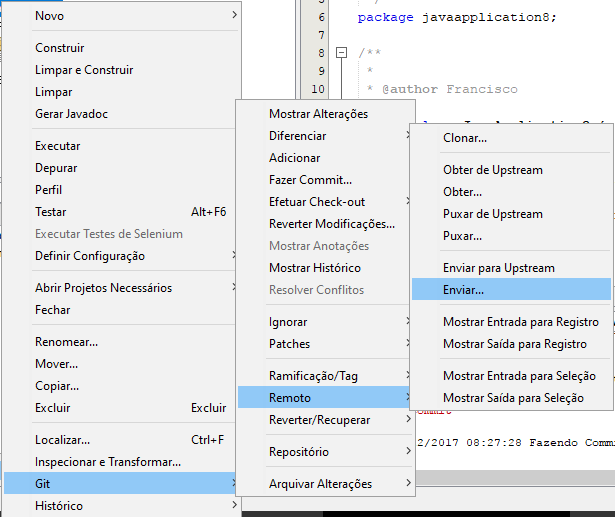 Novo
Construir
Limpar e Construir
Limpar
Gerar Javadoc
Executar
Depurar
Perfil
Testar Alt+F6
Executar Testes de Selenium
Definir Configuração
Abrir Projetos Necessários
Fechar
Renomear...
Mover...
Copiar...
Excluir Excluir
Localizar... Ctrl+F
Inspecionar e Transformar...
Git
Histórico
Mostrar Alterações
Diferenciar
Adicionar
Fazer Commit...
Efetuar Check-out
Reverter Modificações...
Mostrar Anotações
Mostrar Histórico
Resolver Conflitos
Ignorar
Patches
Ramificação/Tag
Remoto
Reverter/Recuperar
Repositório
Arquivar Alterações
Clonar...
Obter de Upstream
Obter...
Puxar de Upstream
Puxar...
Enviar para Upstream
Enviar...
Mostrar Entrada para Registro
Mostrar Saída para Registro
Mostrar Entrada para Seleção
Mostrar Saída para Seleção
6 package javaapplication8;
7
8 /**
9 *
10 * @author Francisco
2/2017 08:27:28 Fazendo Comm